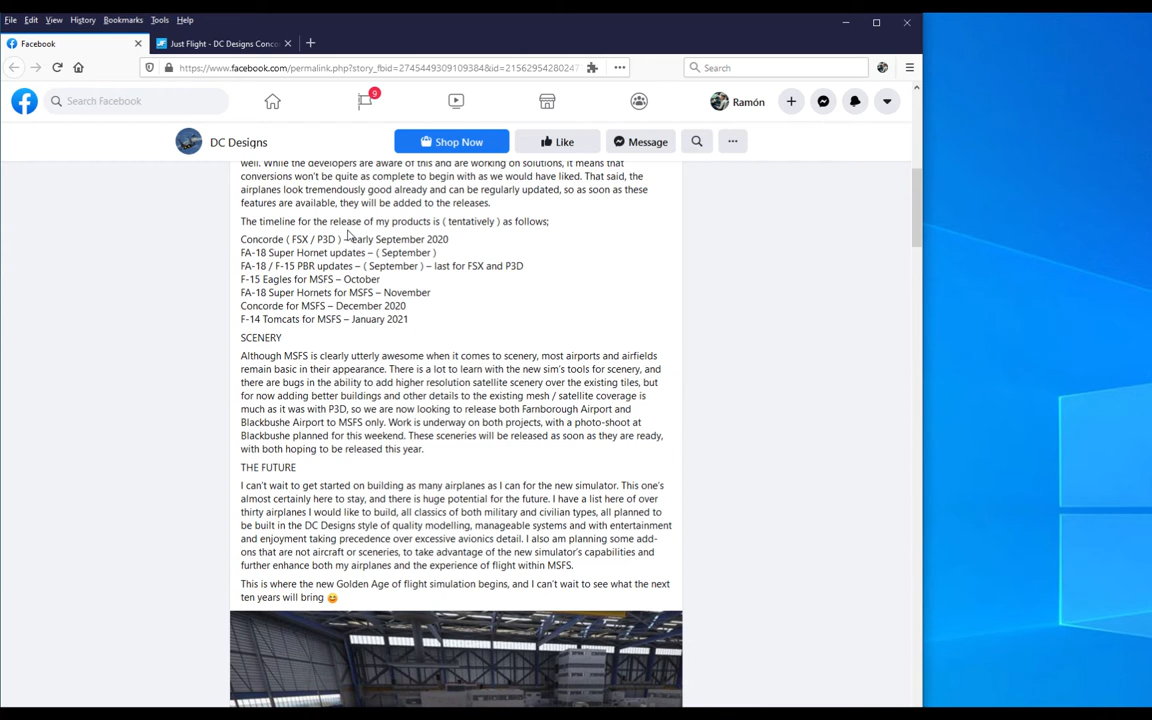 File Edit View History Bookmarks Tools Help
Facebook
Just Flight - DC Designs Conco
https://www.facebook.com/permalink.php?story_fbid=2745449309109384&id=21562954280247
Search
Search Facebook
9
Ramón
DC Designs
Shop Now
Like
Message
well. While the developers are aware of this and are working on solutions, it means that
conversions won't be quite as complete to begin with as we would have liked. That said, the
airplanes look tremendously good already and can be regularly updated, so as soon as these
features are available, they will be added to the releases.
The timeline for the release of my products is ( tentatively ) as follows;
Concorde ( FSX / P3D ) – early September 2020
FA-18 Super Hornet updates – ( September )
FA-18 / F-15 PBR updates – ( September ) – last for FSX and P3D
F-15 Eagles for MSFS – October
FA-18 Super Hornets for MSFS – November
Concorde for MSFS – December 2020
F-14 Tomcats for MSFS – January 2021
SCENERY
Although MSFS is clearly utterly awesome when it comes to scenery, most airports and airfields
remain basic in their appearance. There is a lot to learn with the new sim's tools for scenery, and
there are bugs in the ability to add higher resolution satellite scenery over the existing tiles, but
for now adding better buildings and other details to the existing mesh / satellite coverage is
much as it was with P3D, so we are now looking to release both Farnborough Airport and
Blackbushe Airport to MSFS only. Work is underway on both projects, with a photo-shoot at
Blackbushe planned for this weekend. These sceneries will be released as soon as they are ready,
with both hoping to be released this year.
THE FUTURE
I can't wait to get started on building as many airplanes as I can for the new simulator. This one's
almost certainly here to stay, and there is huge potential for the future. I have a list here of over
thirty airplanes I would like to build, all classics of both military and civilian types, all planned to
be built in the DC Designs style of quality modelling, manageable systems and with entertainment
and enjoyment taking precedence over excessive avionics detail. I also am planning some add-
ons that are not aircraft or sceneries, to take advantage of the new simulator's capabilities and
further enhance both my airplanes and the experience of flight within MSFS.
This is where the new Golden Age of flight simulation begins, and I can't wait to see what the next
ten years will bring 😊